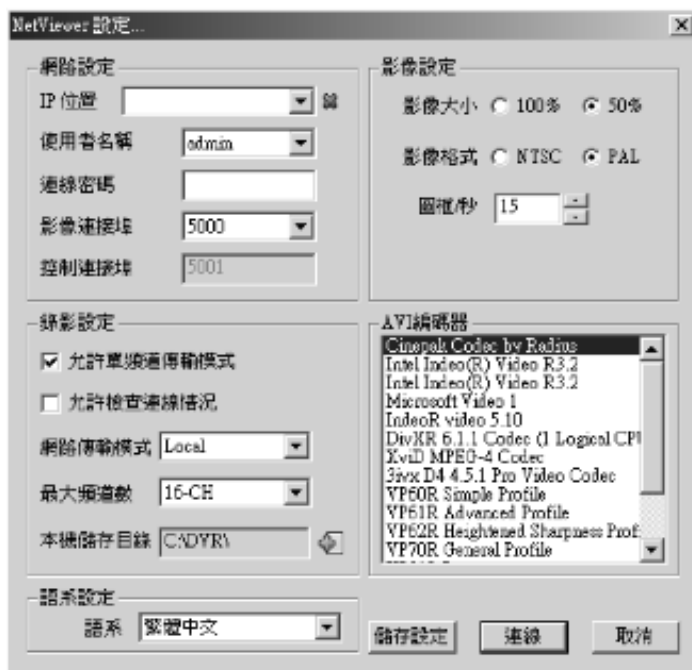 NetViewer 設定...
網路設定
IP 位置
使用者名稱 admin
連線密碼
影像連接埠 5000
控制連接埠 5001
影像設定
影像大小 100% 50%
影像格式 NTSC PAL
圖框/秒 15
錄影設定
允許單頻道傳輸模式
允許檢查連線情況
網路傳輸模式 Local
最大頻道數 16-CH
本機儲存目錄 C:\DVR\
AVI編碼器
Cinepak Codec by Radius
Intel Indeo(R) Video R3.2
Intel Indeo(R) Video R3.2
Microsoft Video 1
IndeoR video 5.10
DivXR 6.1.1 Codec (1 Logical CPU
XviD MPEG-4 Codec
3ivx D4 4.5.1 Pro Video Codec
VP60R Simple Profile
VP61R Advanced Profile
VP62R Heightened Sharpness Prof
VP70R General Profile
語系設定
語系 繁體中文
儲存設定 連線 取消